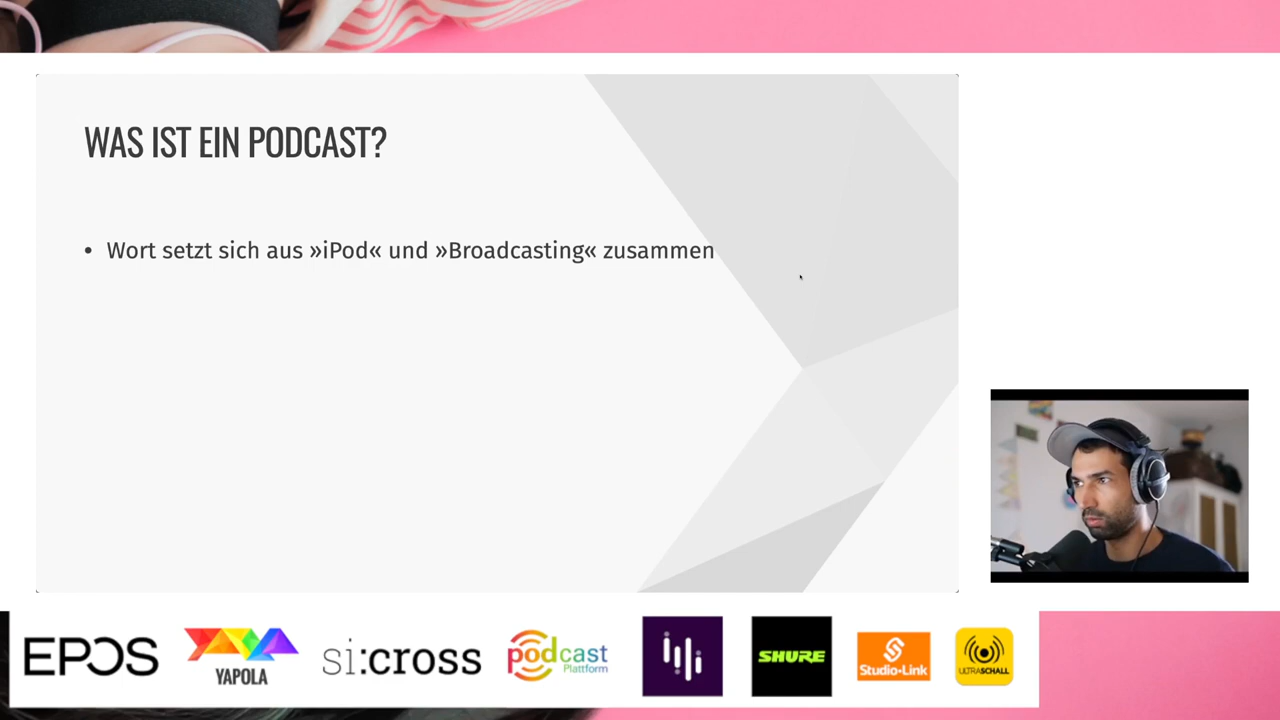 WAS IST EIN PODCAST?
• Wort setzt sich aus »iPod« und »Broadcasting« zusammen
EPOS
YAPOLA
si:cross
podcast
Plattform
SHURE
Studio-Link
ULTRASCHALL